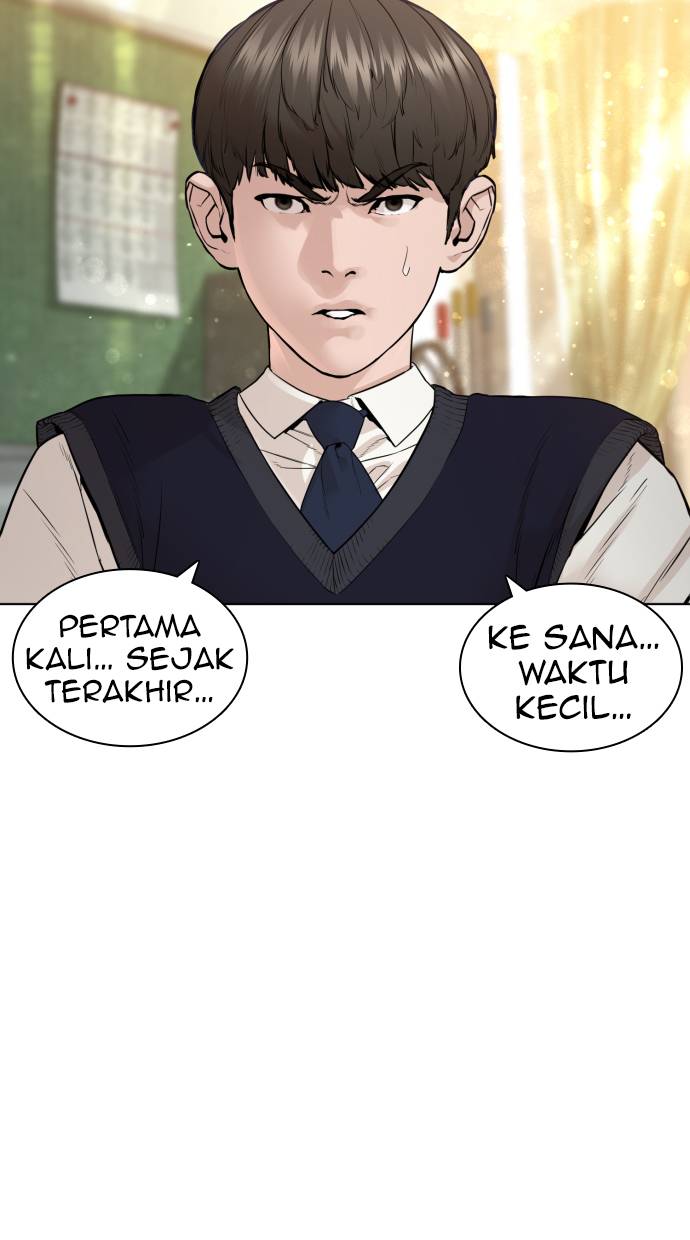 PERTAMA
KALI... SEJAK
TERAKHIR...
KE SANA...
WAKTU
KECIL...